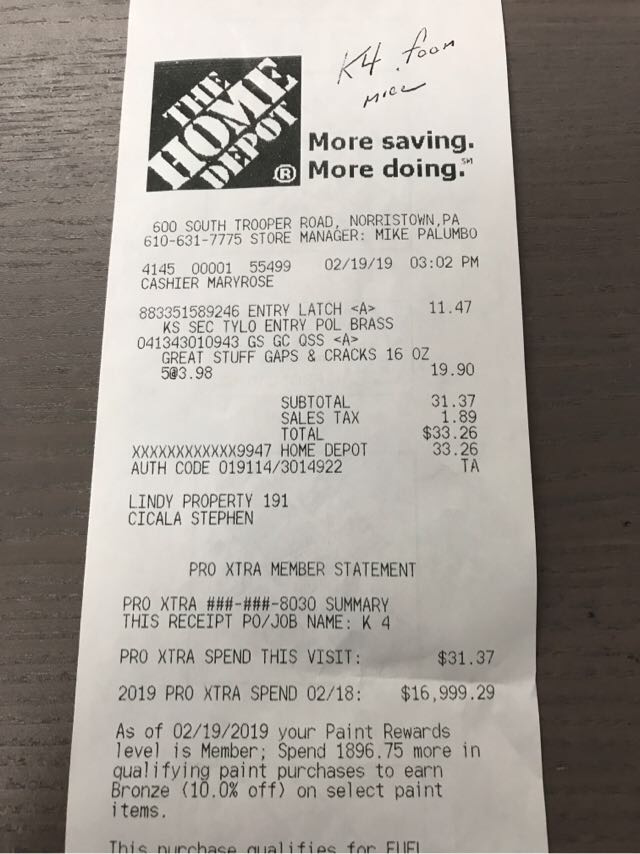 K4 foam
mice
THE
HOME
DEPOT
®
More saving.
More doing.℠
600 SOUTH TROOPER ROAD, NORRISTOWN,PA
610-631-7775 STORE MANAGER: MIKE PALUMBO
4145 00001 55499 02/19/19 03:02 PM
CASHIER MARYROSE
883351589246 ENTRY LATCH <A> 11.47
KS SEC TYLO ENTRY POL BRASS
041343010943 GS GC QSS <A>
GREAT STUFF GAPS & CRACKS 16 OZ
5@3.98 19.90
SUBTOTAL 31.37
SALES TAX 1.89
TOTAL $33.26
XXXXXXXXXXXX9947 HOME DEPOT 33.26
AUTH CODE 019114/3014922 TA
LINDY PROPERTY 191
CICALA STEPHEN
PRO XTRA MEMBER STATEMENT
PRO XTRA ###-###-8030 SUMMARY
THIS RECEIPT PO/JOB NAME: K 4
PRO XTRA SPEND THIS VISIT: $31.37
2019 PRO XTRA SPEND 02/18: $16,999.29
As of 02/19/2019 your Paint Rewards
level is Member; Spend 1896.75 more in
qualifying paint purchases to earn
Bronze (10.0% off) on select paint
items.
This purchase qualifies for FUEL